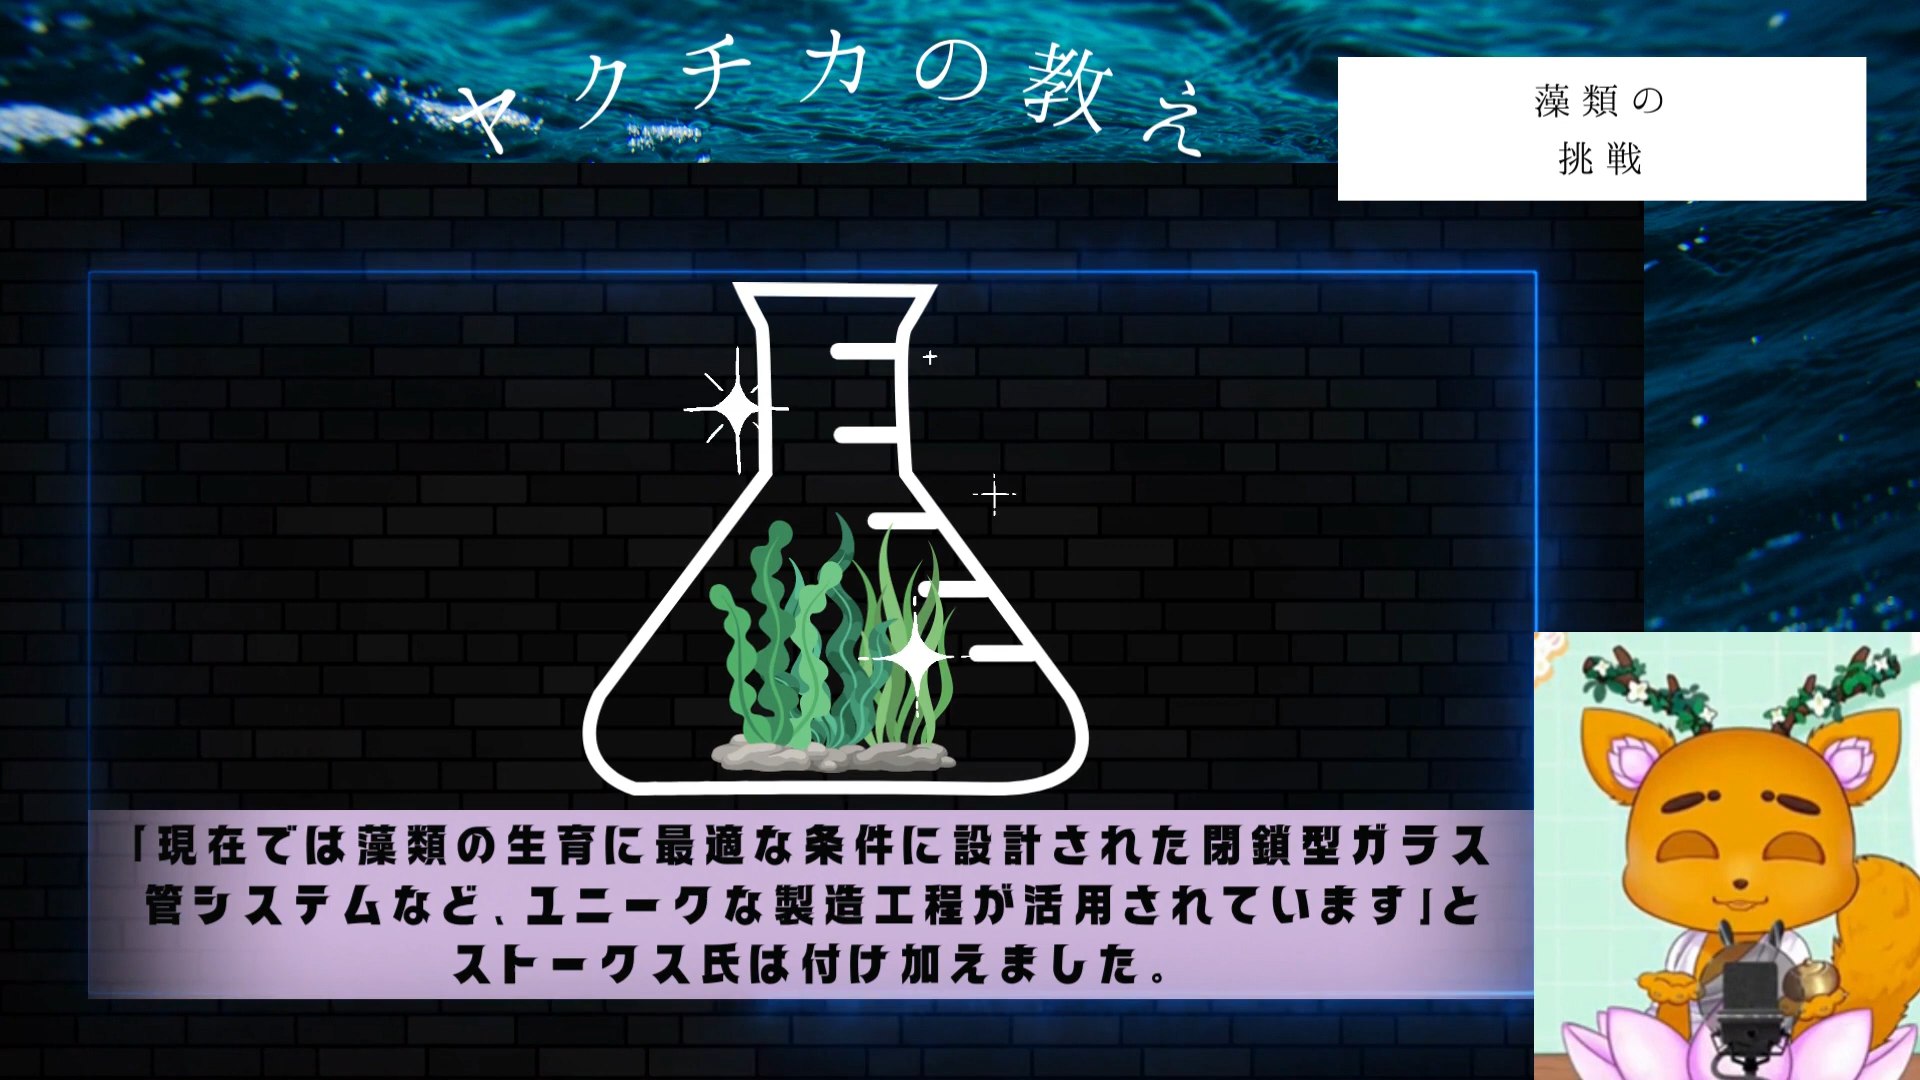 ヤクチカの教え
藻類の
挑戦
「現在では藻類の生育に最適な条件に設計された閉鎖型ガラス
管システムなど、ユニークな製造工程が活用されています」と
ストークス氏は付け加えました。